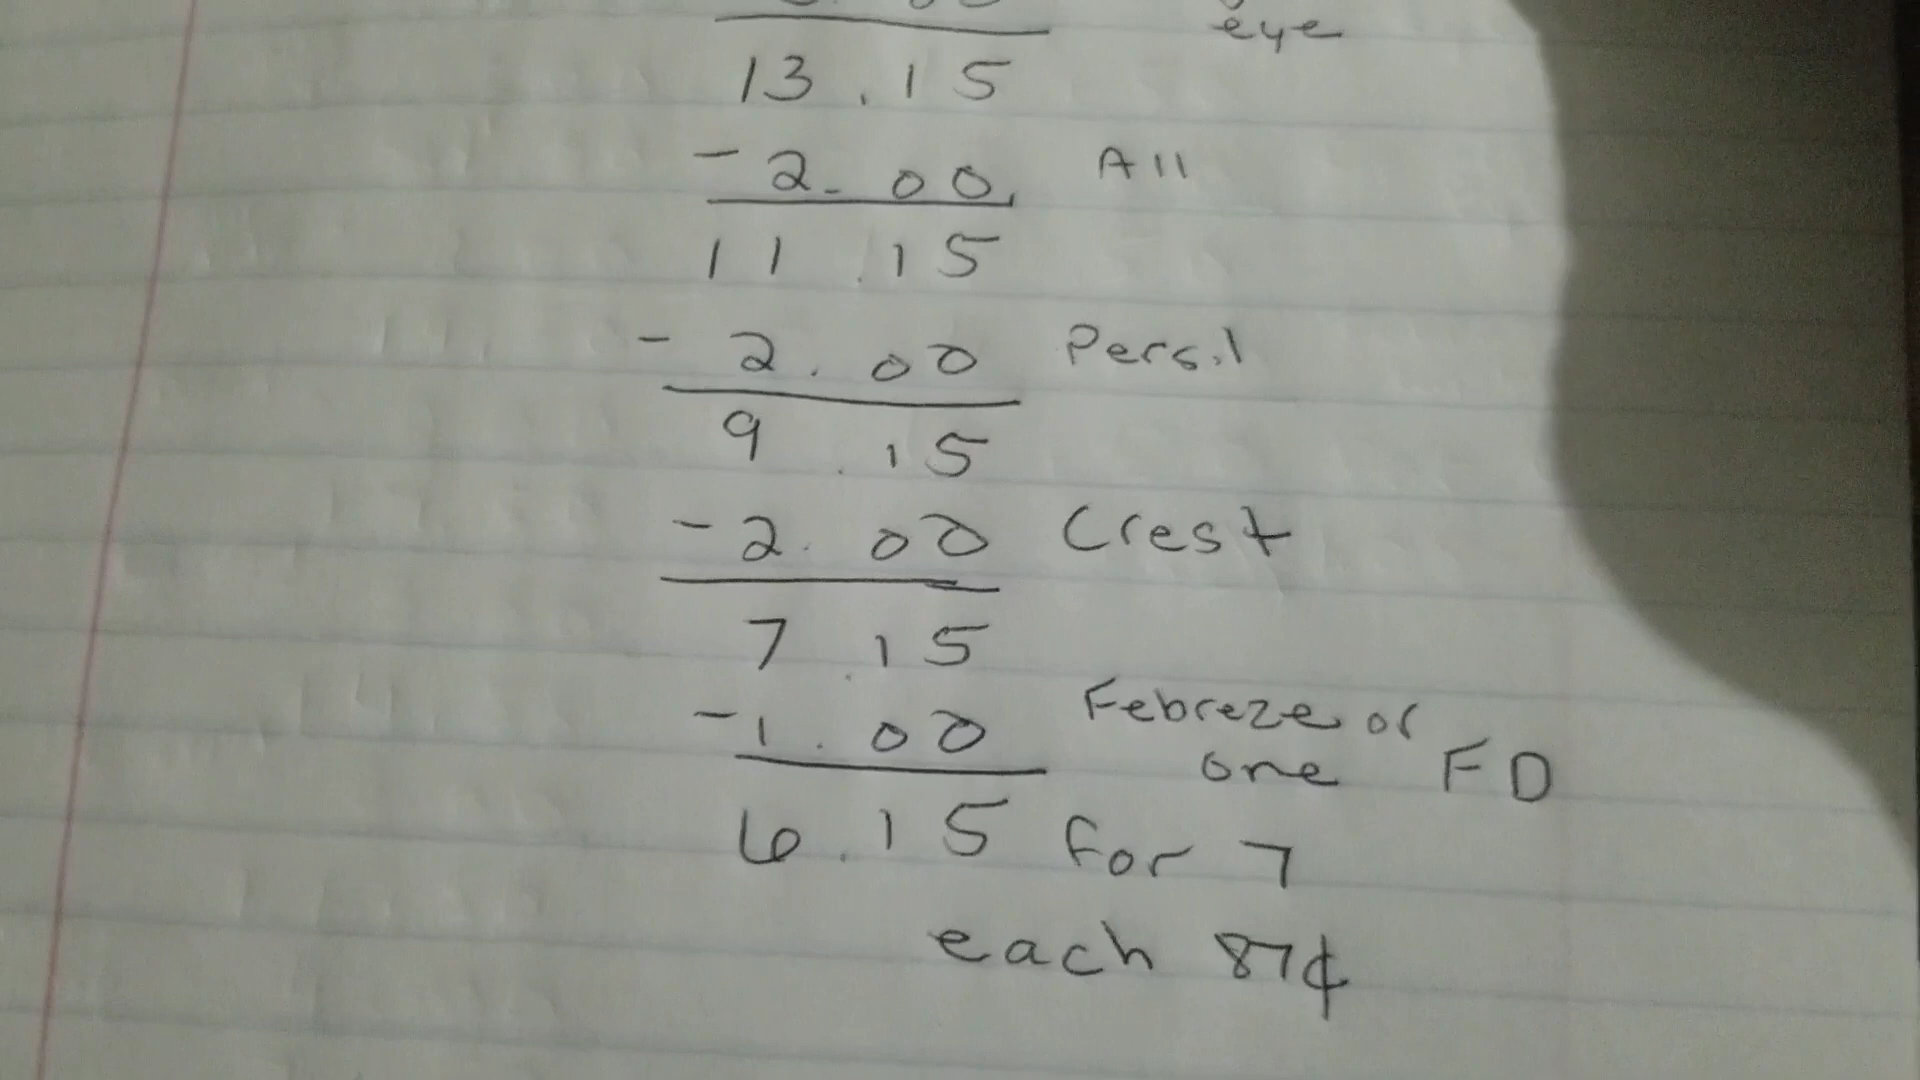 eye
13.15
-2.00 All
11.15
-2.00 Persil
9.15
-2.00 Crest
7.15
-1.00 Febreze or
one FD
6.15 for 7
each 87¢